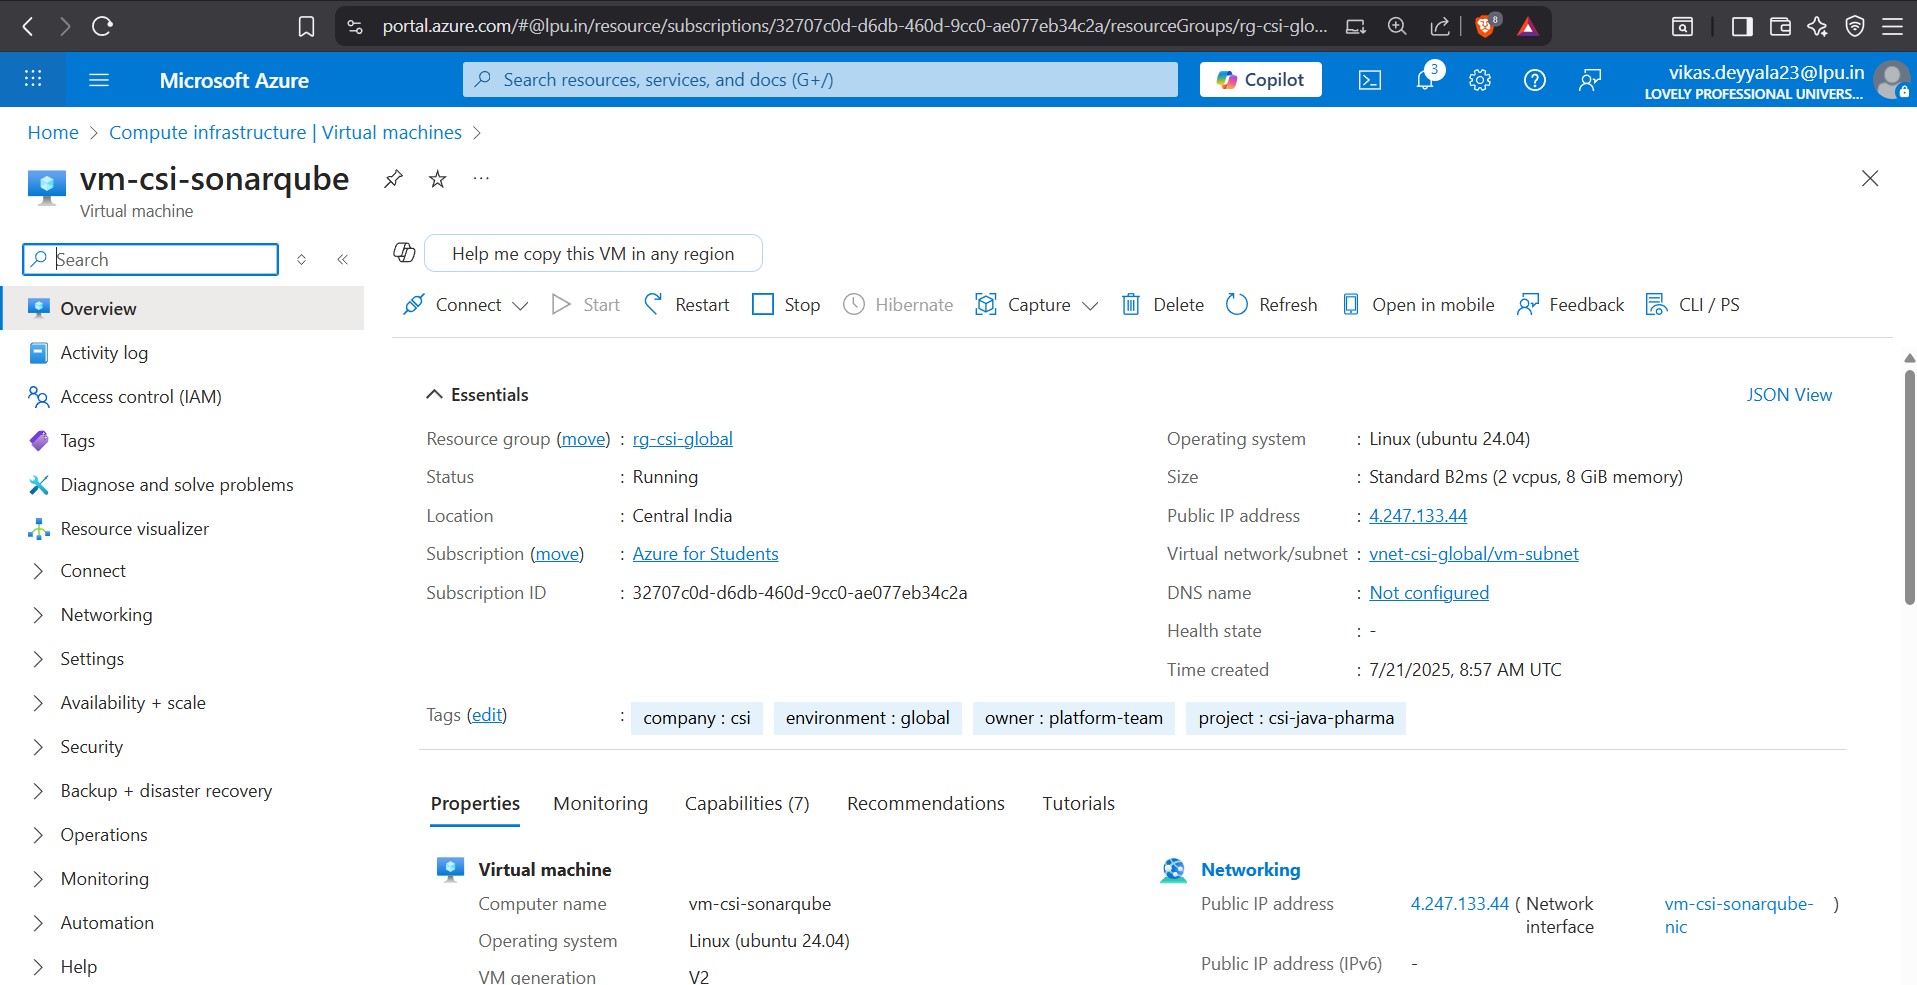 portal.azure.com/#@lpu.in/resource/subscriptions/32707c0d-d6db-460d-9cc0-ae077eb34c2a/resourceGroups/rg-csi-glo...
8
Microsoft Azure
Search resources, services, and docs (G+/)
Copilot
3
vikas.deyyala23@lpu.in
LOVELY PROFESSIONAL UNIVERS...
Home > Compute infrastructure | Virtual machines >
vm-csi-sonarqube
...
Virtual machine
Search
Overview
Activity log
Access control (IAM)
Tags
Diagnose and solve problems
Resource visualizer
Connect
Networking
Settings
Availability + scale
Security
Backup + disaster recovery
Operations
Monitoring
Automation
Help
Help me copy this VM in any region
Connect Start Restart Stop Hibernate Capture Delete Refresh Open in mobile Feedback CLI / PS
Essentials
JSON View
Resource group (move) : rg-csi-global
Status : Running
Location : Central India
Subscription (move) : Azure for Students
Subscription ID : 32707c0d-d6db-460d-9cc0-ae077eb34c2a
Operating system : Linux (ubuntu 24.04)
Size : Standard B2ms (2 vcpus, 8 GiB memory)
Public IP address : 4.247.133.44
Virtual network/subnet : vnet-csi-global/vm-subnet
DNS name : Not configured
Health state : -
Time created : 7/21/2025, 8:57 AM UTC
Tags (edit) : company : csi environment : global owner : platform-team project : csi-java-pharma
Properties Monitoring Capabilities (7) Recommendations Tutorials
Virtual machine
Computer name vm-csi-sonarqube
Operating system Linux (ubuntu 24.04)
VM generation V2
Networking
Public IP address 4.247.133.44 ( Network interface vm-csi-sonarqube-nic )
Public IP address (IPv6) -